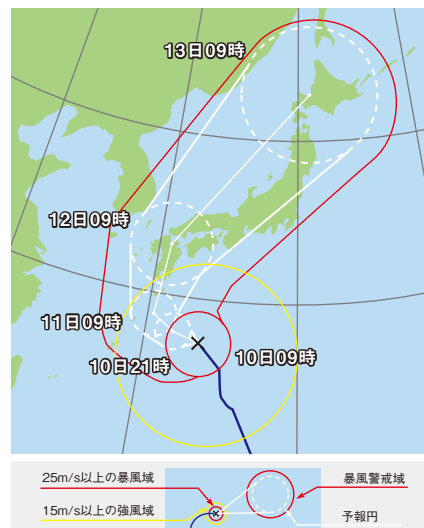 13日09時
12日09時
11日09時
10日21時
10日09時
25m/s以上の暴風域
暴風警戒域
15m/s以上の強風域
予報円